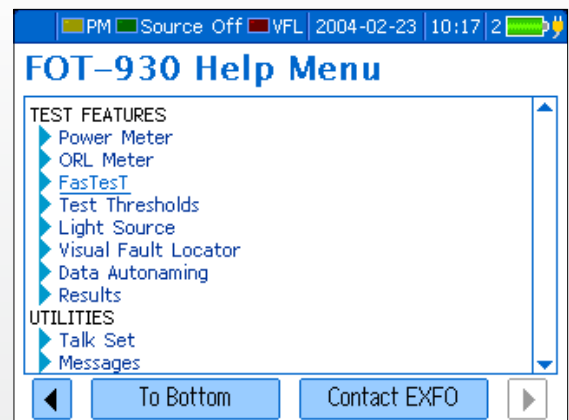 PM Source Off VFL 2004-02-23 10:17 2
FOT-930 Help Menu
TEST FEATURES
Power Meter
ORL Meter
FasTesT
Test Thresholds
Light Source
Visual Fault Locator
Data Autonaming
Results
UTILITIES
Talk Set
Messages
To Bottom Contact EXFO